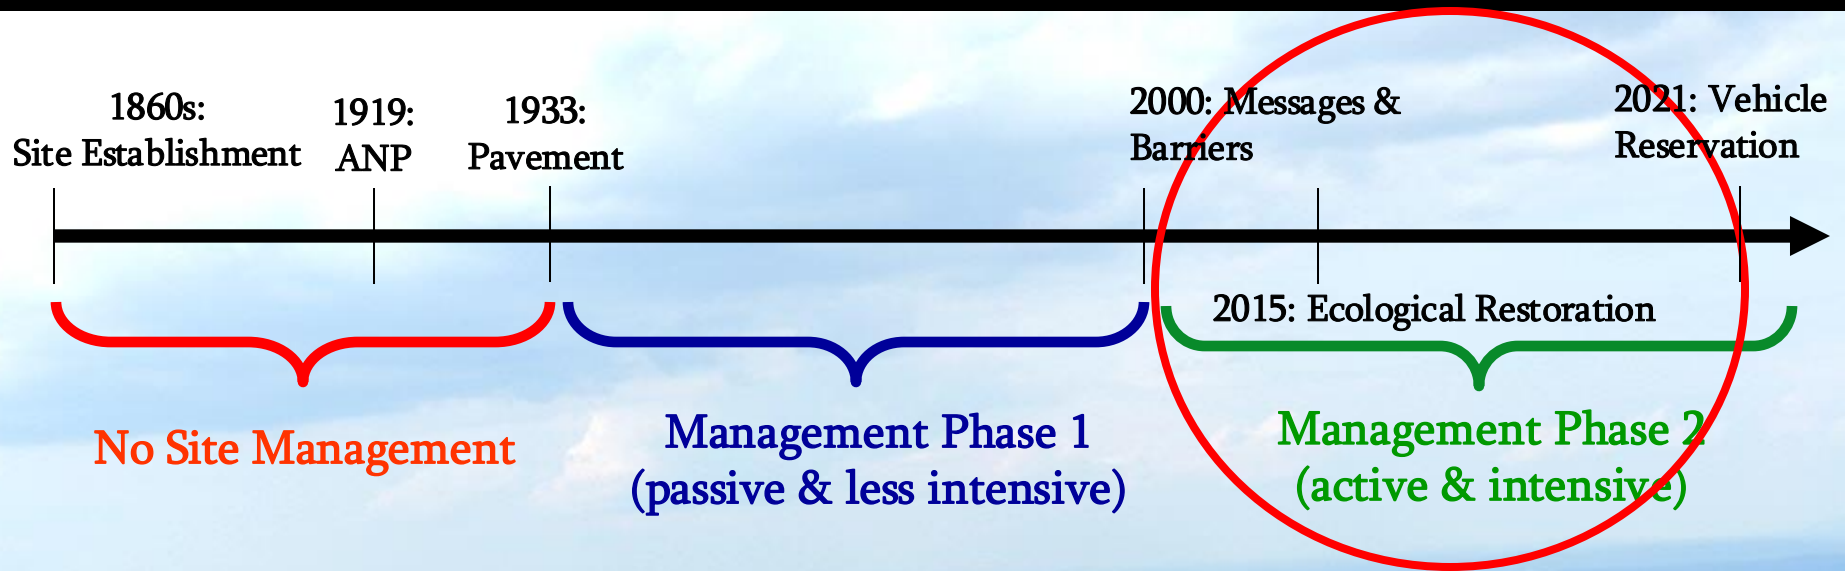 1860s:
Site Establishment
1919:
ANP
1933:
Pavement
2000: Messages &
Barriers
2021: Vehicle
Reservation
2015: Ecological Restoration
No Site Management
Management Phase 1
(passive & less intensive)
Management Phase 2
(active & intensive)